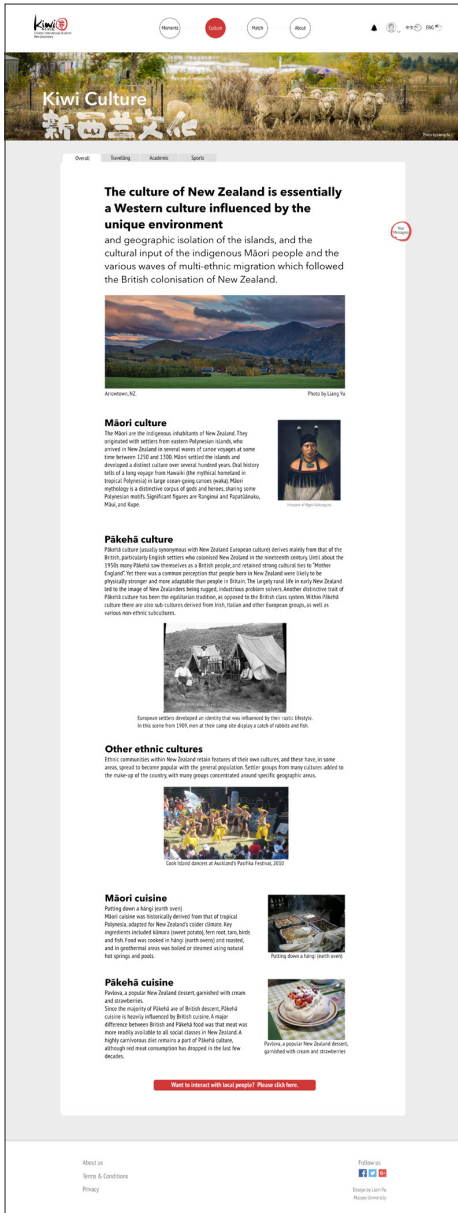 Kiwi
Chinese International Students
New Zealanders
Moments
Culture
Match
About
中文
ENG
Kiwi Culture
新西兰文化
Photo by Liang Yu
Overall
Travelling
Academic
Sports
The culture of New Zealand is essentially
a Western culture influenced by the
unique environment
and geographic isolation of the islands, and the
cultural input of the indigenous Māori people and the
various waves of multi-ethnic migration which followed
the British colonisation of New Zealand.
Your
Messages
Arrowtown, NZ.
Photo by Liang Yu
Māori culture
The Māori are the indigenous inhabitants of New Zealand. They
originated with settlers from eastern Polynesian islands, who
arrived in New Zealand in several waves of canoe voyages at some
time between 1250 and 1300. Māori settled the islands and
developed a distinct culture over several hundred years. Oral history
tells of a long voyage from Hawaiki (the mythical homeland in
tropical Polynesia) in large ocean-going canoes (waka). Māori
mythology is a distinctive corpus of gods and heroes, sharing some
Polynesian motifs. Significant figures are Ranginui and Papatūānuku,
Māui, and Kupe.
Pākehā culture
Pākehā culture (usually synonymous with New Zealand European culture) derives mainly from that of the
British, particularly English settlers who colonised New Zealand in the nineteenth century. Until about the
1950s many Pākehā saw themselves as a British people, and retained strong cultural ties to "Mother
England". Yet there was a common perception that people born in New Zealand were likely to be
physically stronger and more adaptable than people in Britain. The largely rural life in early New Zealand
led to the image of New Zealanders being rugged, industrious problem solvers. Another distinctive trait of
Pākehā culture has been the egalitarian tradition, as opposed to the British class system. Within Pākehā
culture there are also sub-cultures derived from Irish, Italian and other European groups, as well as
various non-ethnic subcultures.
European settlers developed an identity that was influenced by their rustic lifestyle.
In this scene from 1909, men at their camp site display a catch of rabbits and fish.
Other ethnic cultures
Ethnic communities within New Zealand retain features of their own cultures, and these have, in some
areas, spread to become popular with the general population. Settler groups from many cultures added to
the make-up of the country, with many groups concentrated around specific geographic areas.
Cook Island dancers at Auckland's Pasifika Festival, 2010
Māori cuisine
Putting down a hāngi (earth oven)
Māori cuisine was historically derived from that of tropical
Polynesia, adapted for New Zealand's colder climate. Key
ingredients included kūmara (sweet potato), fern root, taro, birds
and fish. Food was cooked in hāngi (earth ovens) and roasted,
and in geothermal areas was boiled or steamed using natural
hot springs and pools.
Putting down a hāngi (earth oven)
Pākehā cuisine
Pavlova, a popular New Zealand dessert, garnished with cream
and strawberries.
Since the majority of Pākehā are of British descent, Pākehā
cuisine is heavily influenced by British cuisine. A major
difference between British and Pākehā food was that meat was
more readily available to all social classes in New Zealand. A
highly carnivorous diet remains a part of Pākehā culture,
although red meat consumption has dropped in the last few
decades.
Pavlova, a popular New Zealand dessert,
garnished with cream and strawberries
Want to interact with local people? Please click here.
About us
Terms & Conditions
Privacy
Follow us
Design by Liam Yu
Massey University